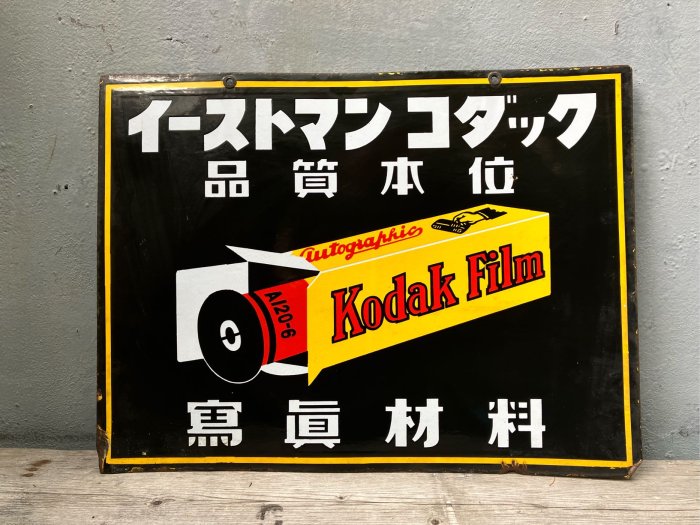 イーストマン コダック
品質本位
Autographic
Kodak Film
A120-6
寫眞材料